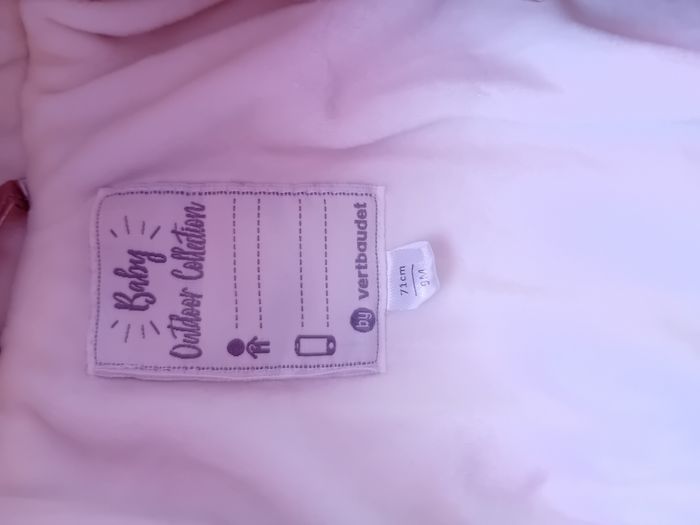 Baby
Outdoor Collection
by vertbaudet
71cm
9M